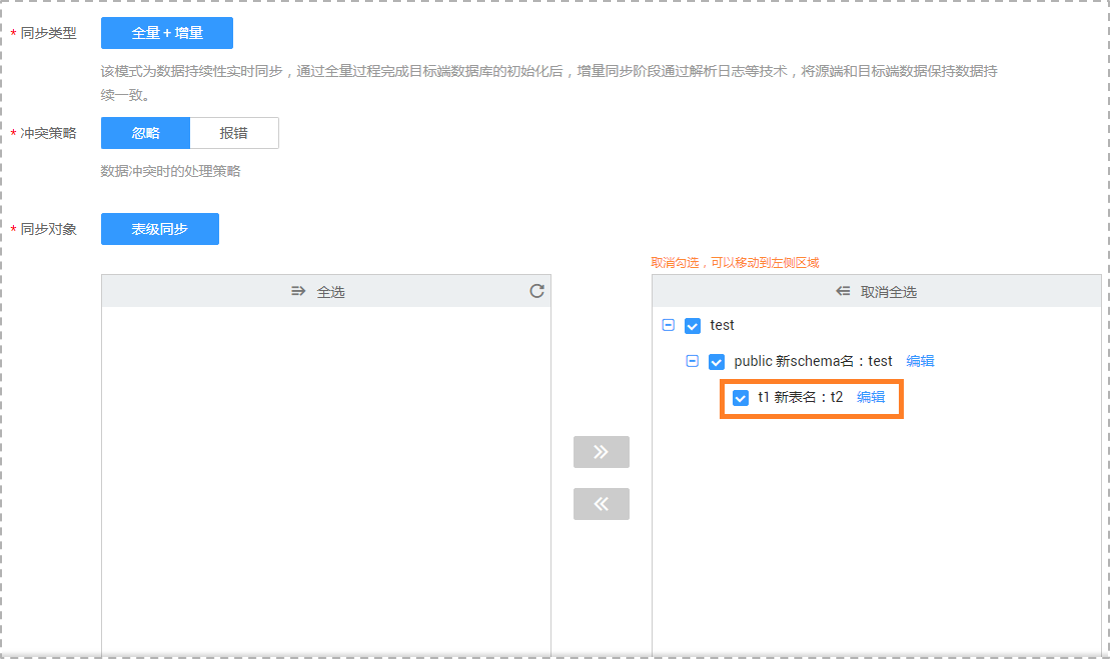 * 同步类型 全量+增量
该模式为数据持续性实时同步，通过全量过程完成目标端数据库的初始化后，增量同步阶段通过解析日志等技术，将源端和目标端数据保持数据持
续一致。
* 冲突策略 忽略 报错
数据冲突时的处理策略
* 同步对象 表级同步
取消勾选，可以移动到左侧区域
全选 取消全选
test
public 新schema名：test 编辑
t1 新表名：t2 编辑